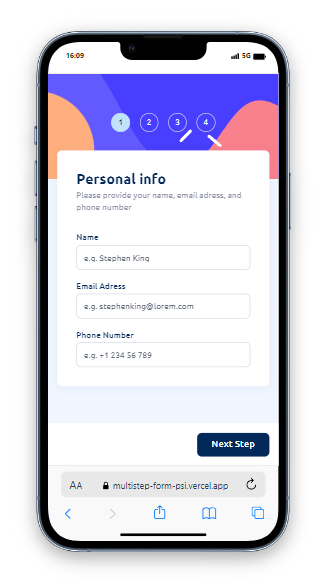 16:09
5G
1 2 3 4
Personal info
Please provide your name, email adress, and
phone number
Name
e.g. Stephen King
Email Adress
e.g. stephenking@lorem.com
Phone Number
e.g. +1 234 56 789
Next Step
AA multistep-form-psi.vercel.app